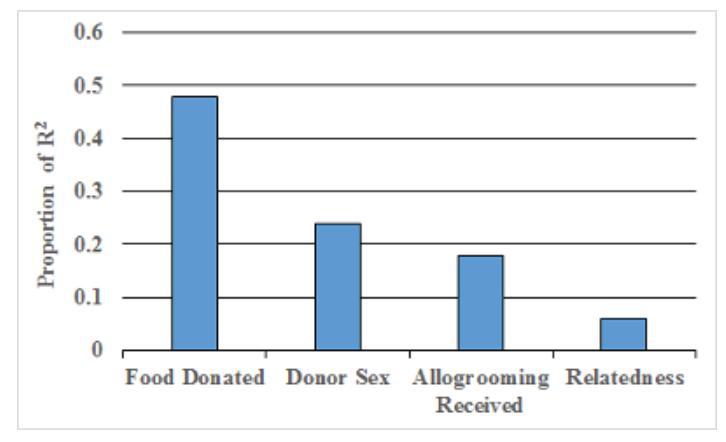 0.6
0.5
0.4
0.3
0.2
0.1
0
Proportion of R²
Food Donated
Donor Sex
Allogrooming
Received
Relatedness